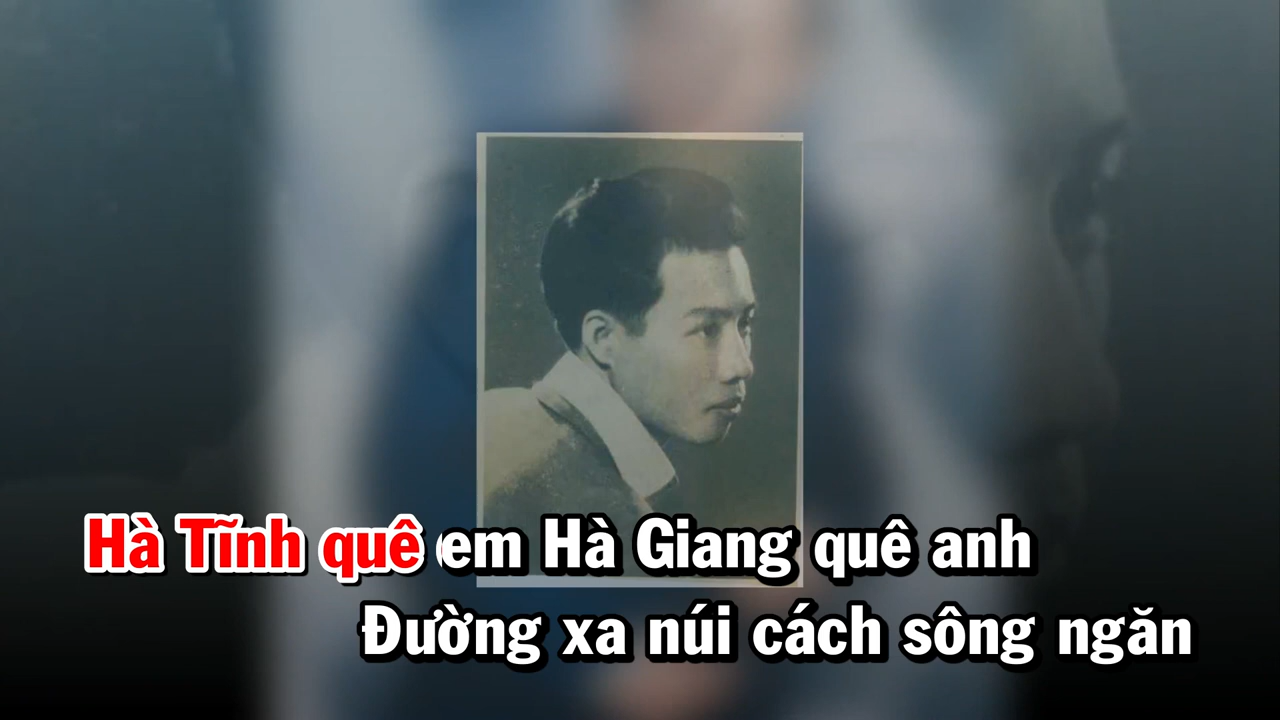 Hà Tĩnh quê em Hà Giang quê anh
Đường xa núi cách sông ngăn